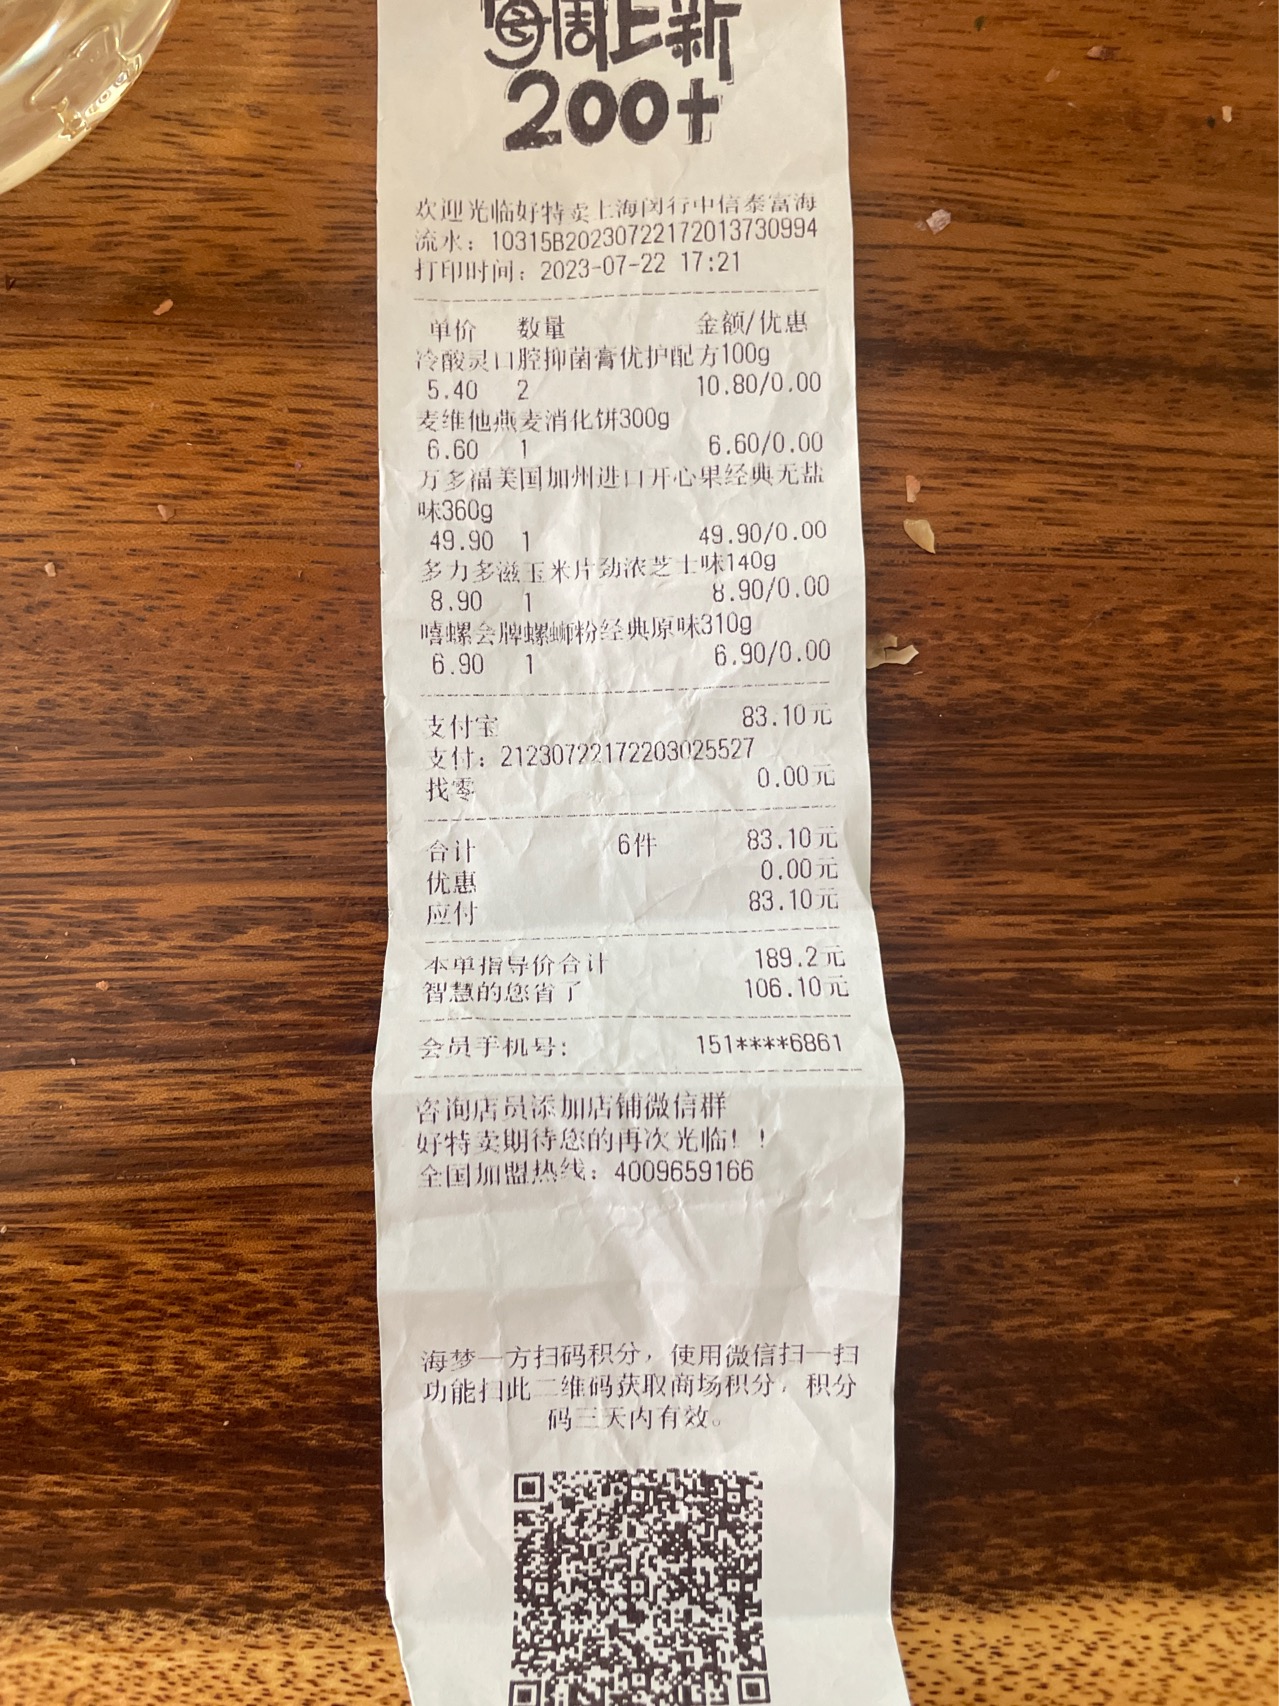 每周上新
200+
欢迎光临好特卖上海闵行中信泰富海
流水：10315B20230722172013730994
打印时间：2023-07-22 17:21
单价 数量 金额/优惠
冷酸灵口腔抑菌膏优护配方100g
5.40 2 10.80/0.00
麦维他燕麦消化饼300g
6.60 1 6.60/0.00
万多福美国加州进口开心果经典无盐
味360g
49.90 1 49.90/0.00
多力多滋玉米片劲浓芝士味140g
8.90 1 8.90/0.00
嘻螺会牌螺蛳粉经典原味310g
6.90 1 6.90/0.00
支付宝 83.10元
支付：21230722172203025527
找零 0.00元
合计 6件 83.10元
优惠 0.00元
应付 83.10元
本单指导价合计 189.2元
智慧的您省了 106.10元
会员手机号: 151****6861
咨询店员添加店铺微信群
好特卖期待您的再次光临！！
全国加盟热线：4009659166
海梦一方扫码积分，使用微信扫一扫
功能扫此二维码获取商场积分，积分
码三天内有效。